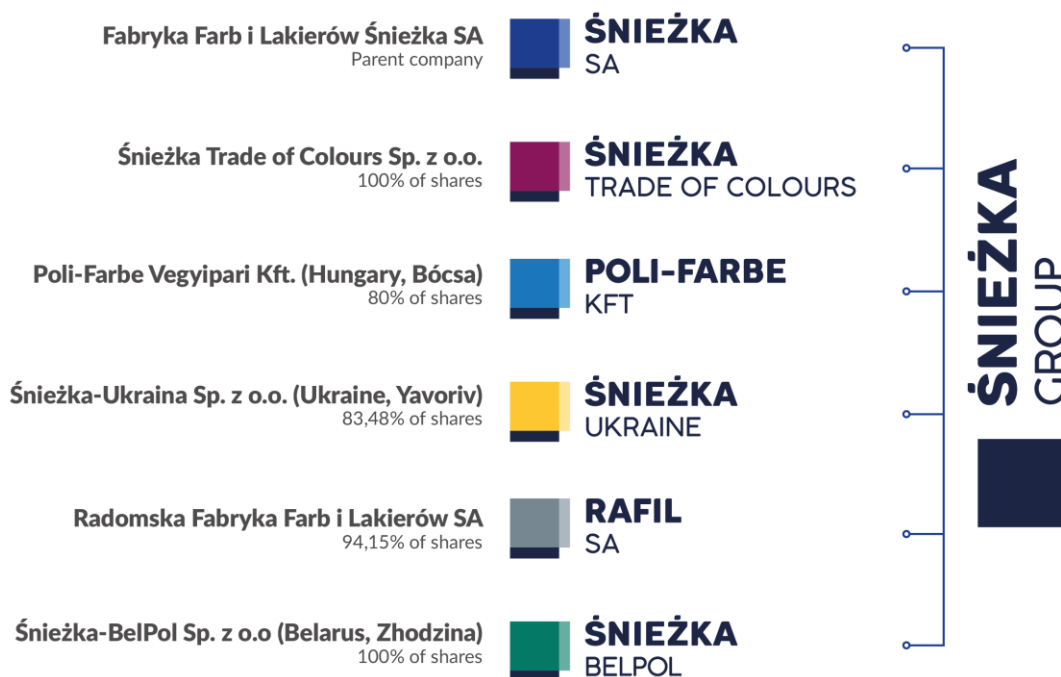 Fabryka Farb i Lakierów Śnieżka SA
Parent company
ŚNIEŻKA
SA
Śnieżka Trade of Colours Sp. z o.o.
100% of shares
ŚNIEŻKA
TRADE OF COLOURS
Poli-Farbe Vegyipari Kft. (Hungary, Bócsa)
80% of shares
POLI-FARBE
KFT
Śnieżka-Ukraina Sp. z o.o. (Ukraine, Yavoriv)
83,48% of shares
ŚNIEŻKA
UKRAINE
Radomska Fabryka Farb i Lakierów SA
94,15% of shares
RAFIL
SA
Śnieżka-BelPol Sp. z o.o (Belarus, Zhodzina)
100% of shares
ŚNIEŻKA
BELPOL
ŚNIEŻKA
GROUP